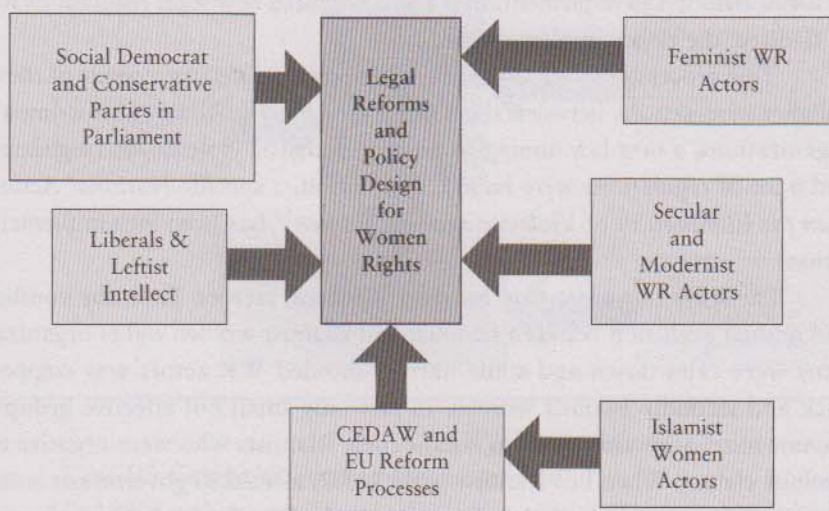 Social Democrat
and Conservative
Parties in
Parliament
Liberals &
Leftist
Intellect
Legal
Reforms
and
Policy
Design
for
Women
Rights
Feminist WR
Actors
Secular
and
Modernist
WR Actors
CEDAW and
EU Reform
Processes
Islamist
Women
Actors